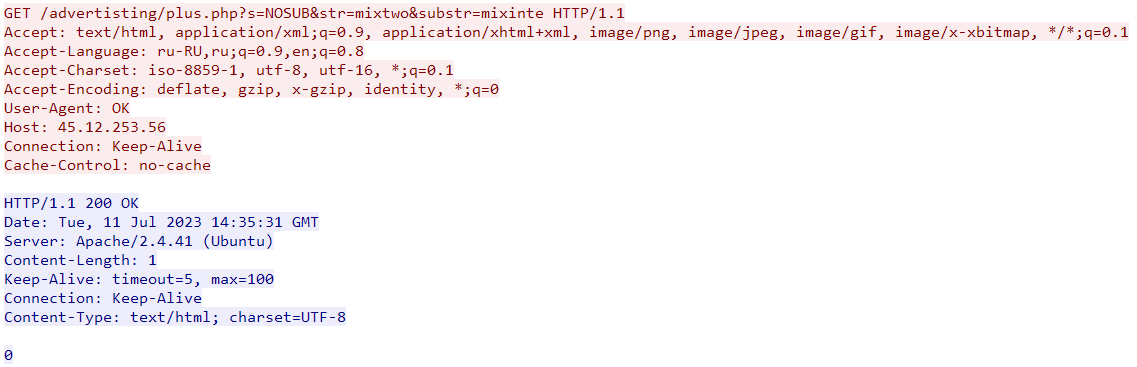 GET /advertisting/plus.php?s=NOSUB&str=mixtwo&substr=mixinte HTTP/1.1
Accept: text/html, application/xml;q=0.9, application/xhtml+xml, image/png, image/jpeg, image/gif, image/x-xbitmap, */*;q=0.1
Accept-Language: ru-RU,ru;q=0.9,en;q=0.8
Accept-Charset: iso-8859-1, utf-8, utf-16, *;q=0.1
Accept-Encoding: deflate, gzip, x-gzip, identity, *;q=0
User-Agent: OK
Host: 45.12.253.56
Connection: Keep-Alive
Cache-Control: no-cache

HTTP/1.1 200 OK
Date: Tue, 11 Jul 2023 14:35:31 GMT
Server: Apache/2.4.41 (Ubuntu)
Content-Length: 1
Keep-Alive: timeout=5, max=100
Connection: Keep-Alive
Content-Type: text/html; charset=UTF-8

0